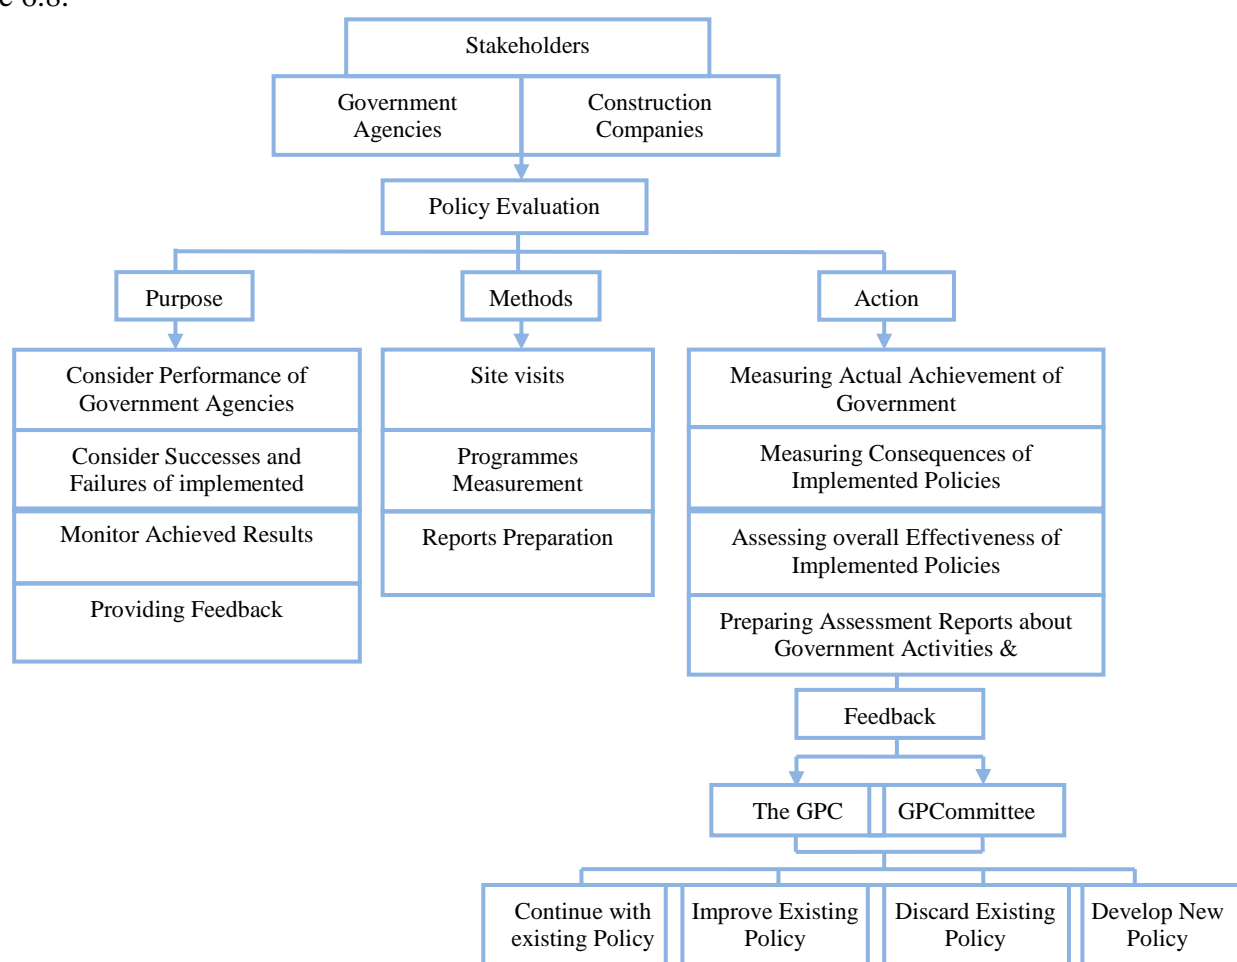 Stakeholders
Government
Agencies
Construction
Companies
Policy Evaluation
Purpose
Methods
Action
Consider Performance of
Government Agencies
Consider Successes and
Failures of implemented
Monitor Achieved Results
Providing Feedback
Site visits
Programmes
Measurement
Reports Preparation
Measuring Actual Achievement of
Government
Measuring Consequences of
Implemented Policies
Assessing overall Effectiveness of
Implemented Policies
Preparing Assessment Reports about
Government Activities &
Feedback
The GPC
GPCommittee
Continue with
existing Policy
Improve Existing
Policy
Discard Existing
Policy
Develop New
Policy